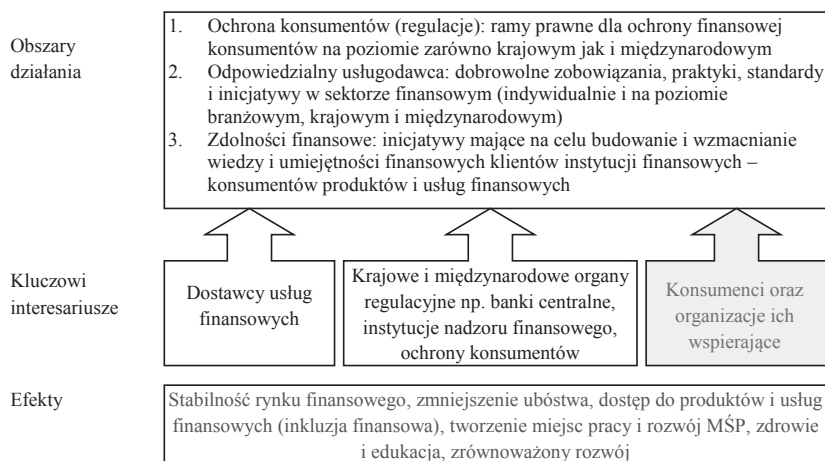 Obszary
działania
1. Ochrona konsumentów (regulacje): ramy prawne dla ochrony finansowej
konsumentów na poziomie zarówno krajowym jak i międzynarodowym
2. Odpowiedzialny usługodawca: dobrowolne zobowiązania, praktyki, standardy
i inicjatywy w sektorze finansowym (indywidualnie i na poziomie
branżowym, krajowym i międzynarodowym)
3. Zdolności finansowe: inicjatywy mające na celu budowanie i wzmacnianie
wiedzy i umiejętności finansowych klientów instytucji finansowych –
konsumentów produktów i usług finansowych
Kluczowi
interesariusze
Dostawcy usług
finansowych
Krajowe i międzynarodowe organy
regulacyjne np. banki centralne,
instytucje nadzoru finansowego,
ochrony konsumentów
Konsumenci oraz
organizacje ich
wspierające
Efekty
Stabilność rynku finansowego, zmniejszenie ubóstwa, dostęp do produktów i usług
finansowych (inkluzja finansowa), tworzenie miejsc pracy i rozwój MŚP, zdrowie
i edukacja, zrównoważony rozwój